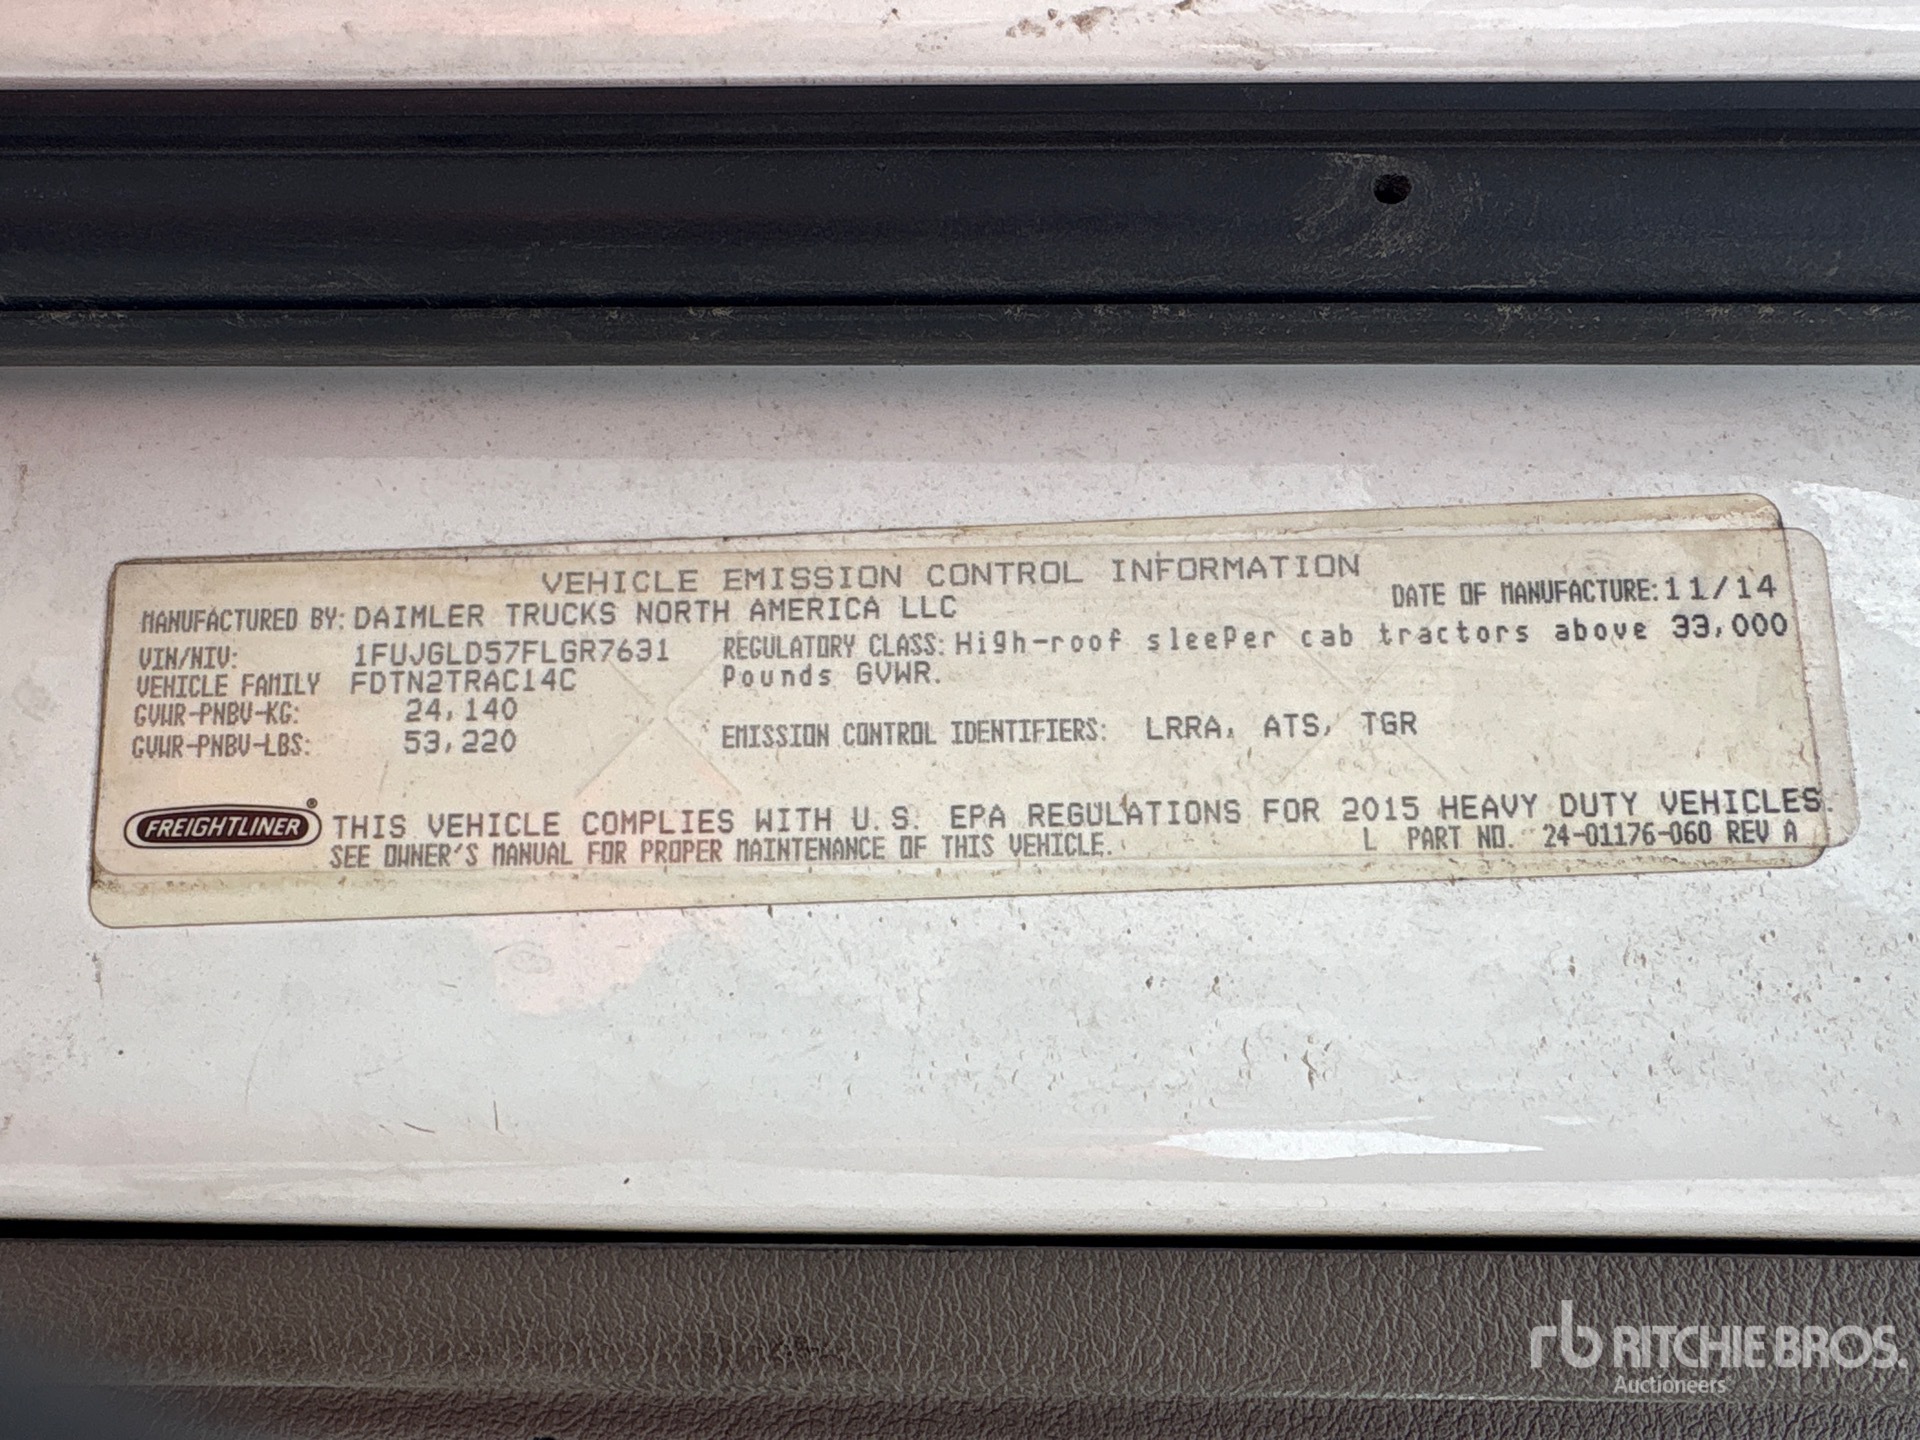 VEHICLE EMISSION CONTROL INFORMATION
MANUFACTURED BY: DAIMLER TRUCKS NORTH AMERICA LLC DATE OF MANUFACTURE: 11/14
VIN/NIV: 1FUJGLD57FLGR7631 REGULATORY CLASS: High-roof sleeper cab tractors above 33,000
VEHICLE FAMILY FDTN2TRAC14C Pounds GVWR.
GVWR-PNBV-KG: 24,140
GVWR-PNBV-LBS: 53,220 EMISSION CONTROL IDENTIFIERS: LRRA, ATS, TGR
FREIGHTLINER® THIS VEHICLE COMPLIES WITH U.S. EPA REGULATIONS FOR 2015 HEAVY DUTY VEHICLES.
SEE OWNER'S MANUAL FOR PROPER MAINTENANCE OF THIS VEHICLE. L PART NO. 24-01176-060 REV A
rb RITCHIE BROS.
Auctioneers